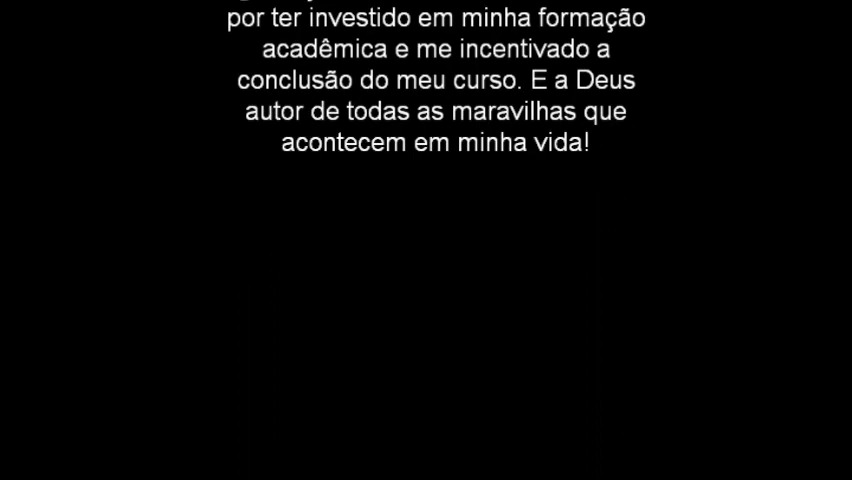 por ter investido em minha formação
acadêmica e me incentivado a
conclusão do meu curso. E a Deus
autor de todas as maravilhas que
acontecem em minha vida!